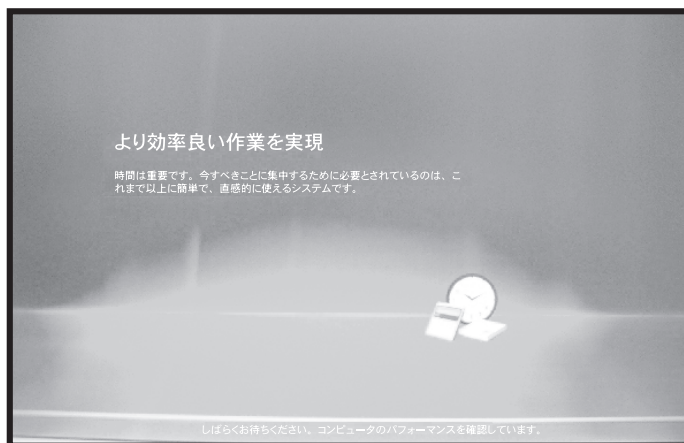 より効率良い作業を実現
時間は重要です。今すべきことに集中するために必要とされているのは、こ
れまで以上に簡単で、直感的に使えるシステムです。
しばらくお待ちください。コンピュータのパフォーマンスを確認しています。